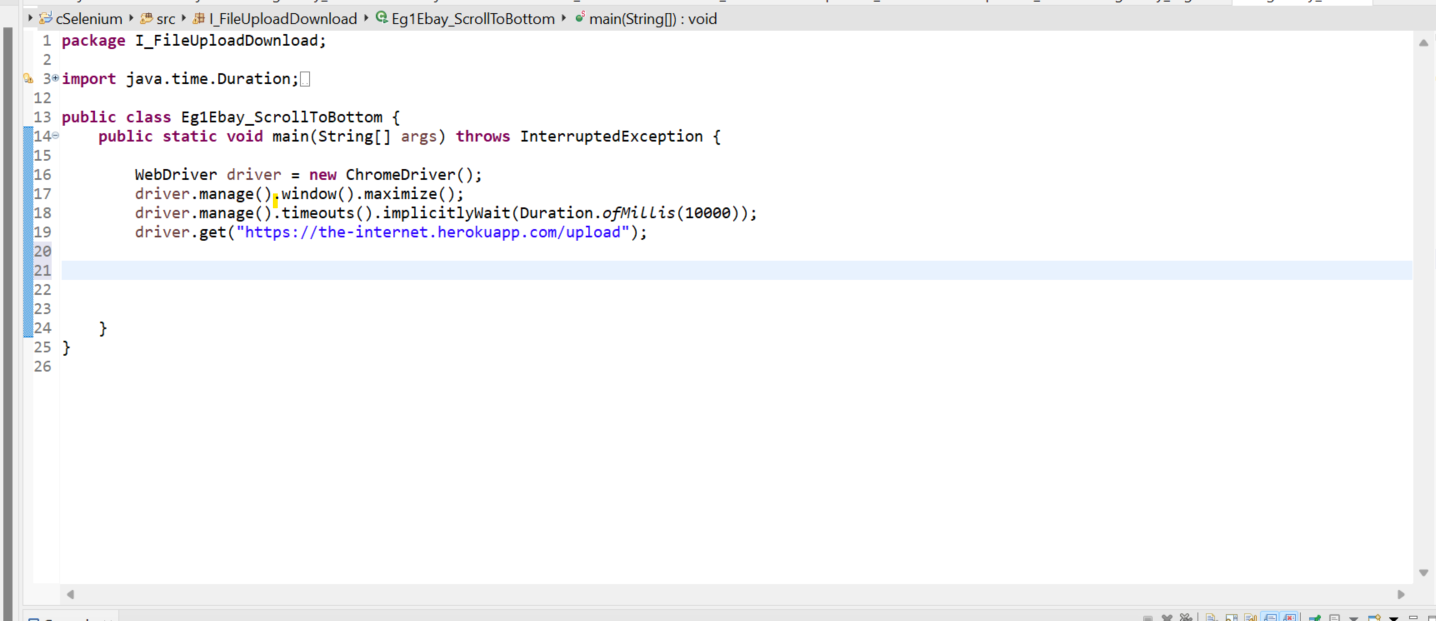 cSelenium src I_FileUploadDownload Eg1Ebay_ScrollToBottom main(String[]) : void
1 package I_FileUploadDownload;
2
3 import java.time.Duration;
12
13 public class Eg1Ebay_ScrollToBottom {
14 public static void main(String[] args) throws InterruptedException {
15
16 WebDriver driver = new ChromeDriver();
17 driver.manage().window().maximize();
18 driver.manage().timeouts().implicitlyWait(Duration.ofMillis(10000));
19 driver.get("https://the-internet.herokuapp.com/upload");
20
21
22
23
24 }
25 }
26